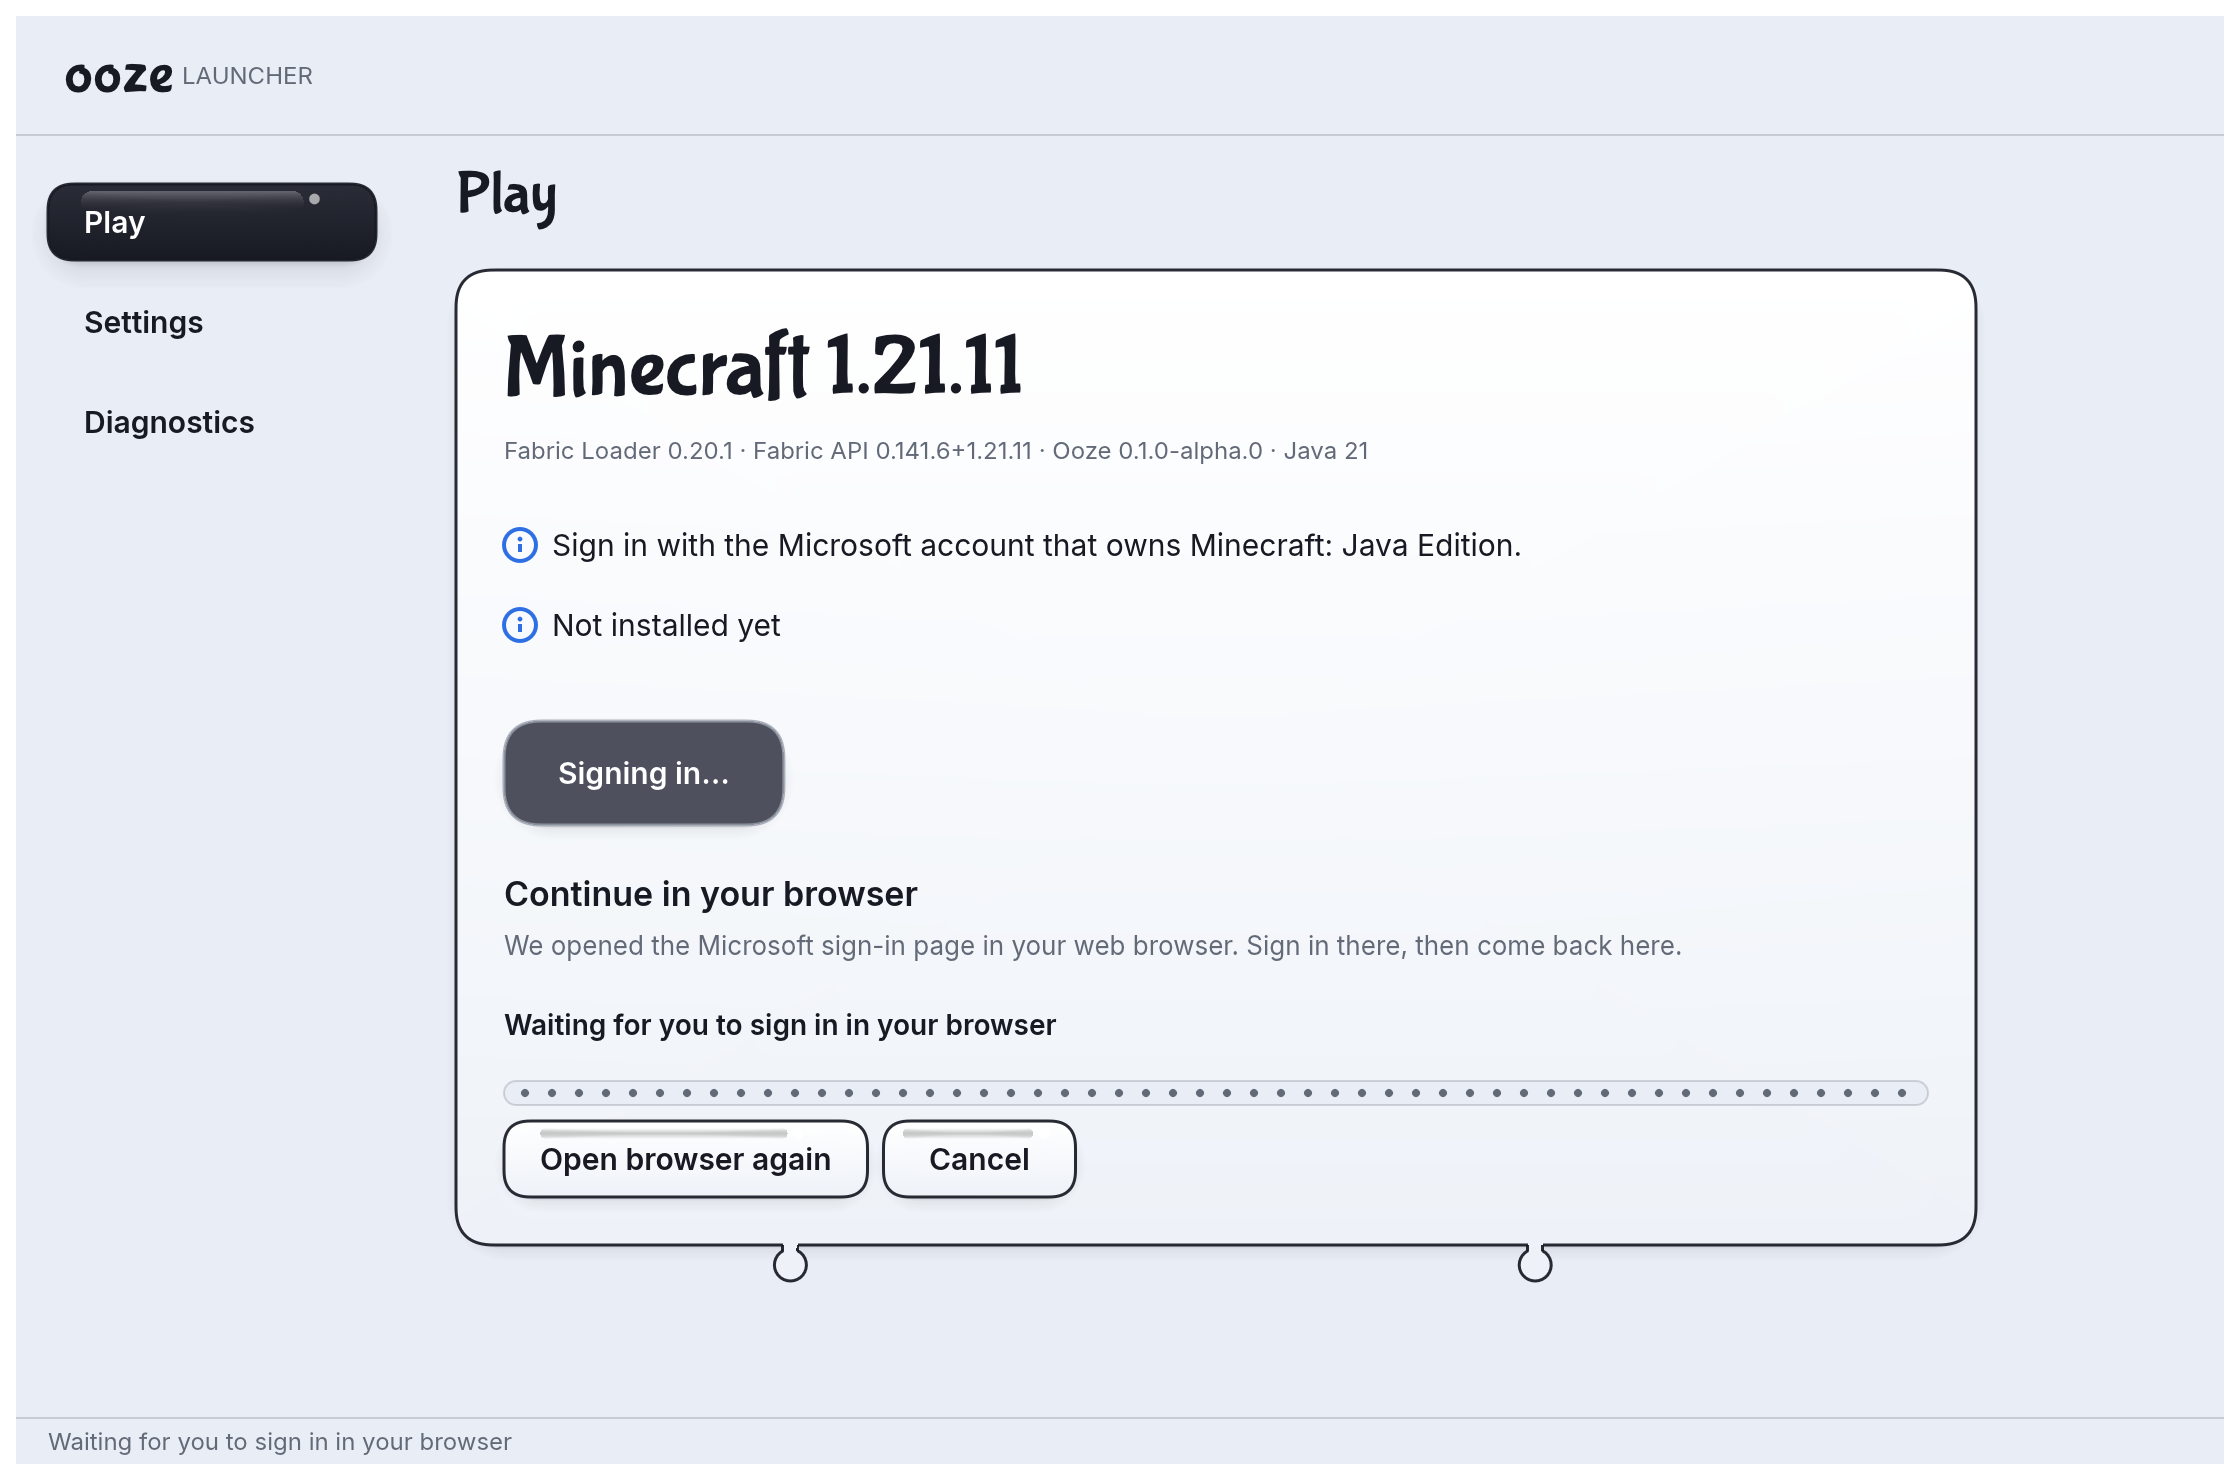 ooze LAUNCHER
Play
Settings
Diagnostics
Play
Minecraft 1.21.11
Fabric Loader 0.20.1 · Fabric API 0.141.6+1.21.11 · Ooze 0.1.0-alpha.0 · Java 21
Sign in with the Microsoft account that owns Minecraft: Java Edition.
Not installed yet
Signing in...
Continue in your browser
We opened the Microsoft sign-in page in your web browser. Sign in there, then come back here.
Waiting for you to sign in in your browser
Open browser again
Cancel
Waiting for you to sign in in your browser